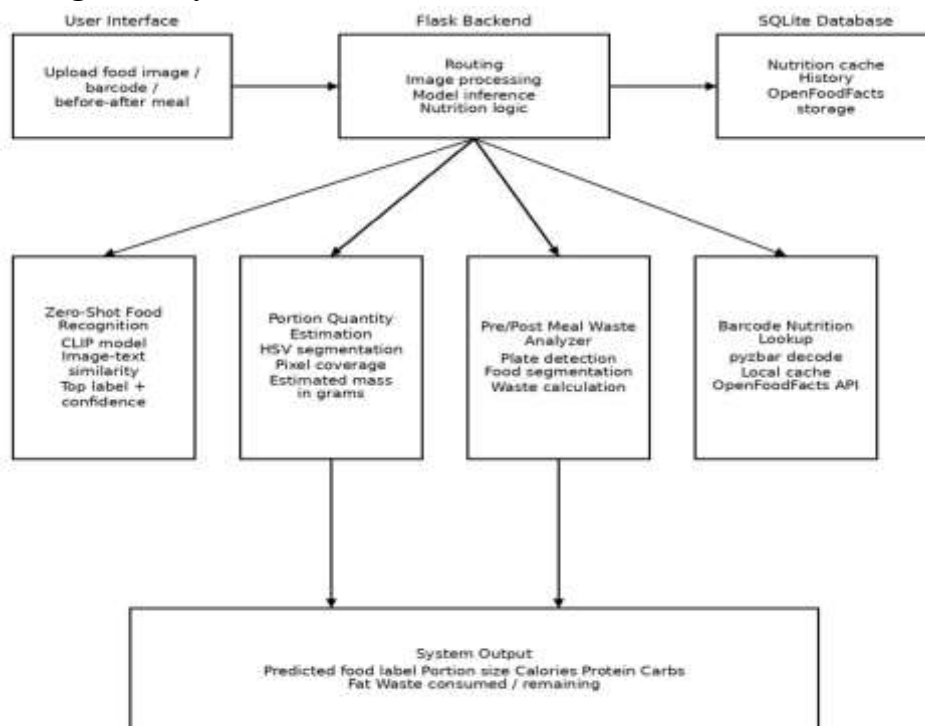 User Interface
Flask Backend
SQLite Database
Upload food image /
barcode /
before-after meal
Routing
Image processing
Model inference
Nutrition logic
Nutrition cache
History
OpenFoodFacts
storage
Zero-Shot Food
Recognition
CLIP model
Image-text
similarity
Top label +
confidence
Portion Quantity
Estimation
HSV segmentation
Pixel coverage
Estimated mass
in grams
Pre/Post Meal Waste
Analyzer
Plate detection
Food segmentation
Waste calculation
Barcode Nutrition
Lookup
pyzbar decode
Local cache
OpenFoodFacts API
System Output
Predicted food label Portion size Calories Protein Carbs
Fat Waste consumed / remaining